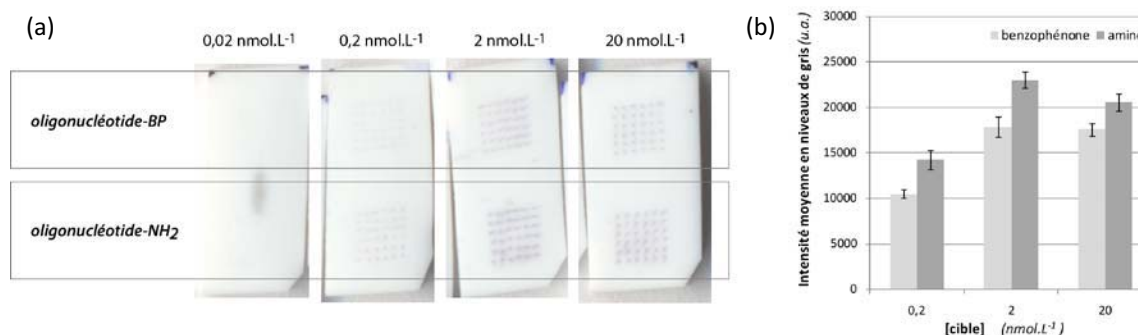 (a)
0,02 nmol.L-1 0,2 nmol.L-1 2 nmol.L-1 20 nmol.L-1
oligonucléotide-BP
oligonucléotide-NH2
(b)
Intensité moyenne en niveaux de gris (u.a.)
benzophénone amine
30000
25000
20000
15000
10000
5000
0
0,2 2 20
[cible] (nmol.L-1)